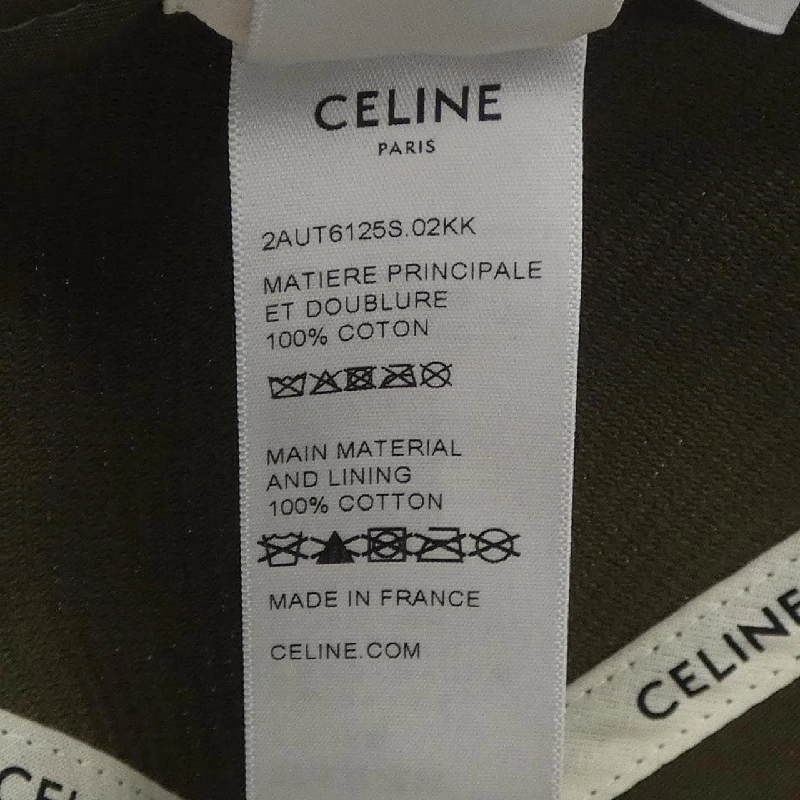 CELINE
PARIS
2AUT6125S.02KK
MATIERE PRINCIPALE
ET DOUBLURE
100% COTON
MAIN MATERIAL
AND LINING
100% COTTON
MADE IN FRANCE
CELINE.COM
CELINE